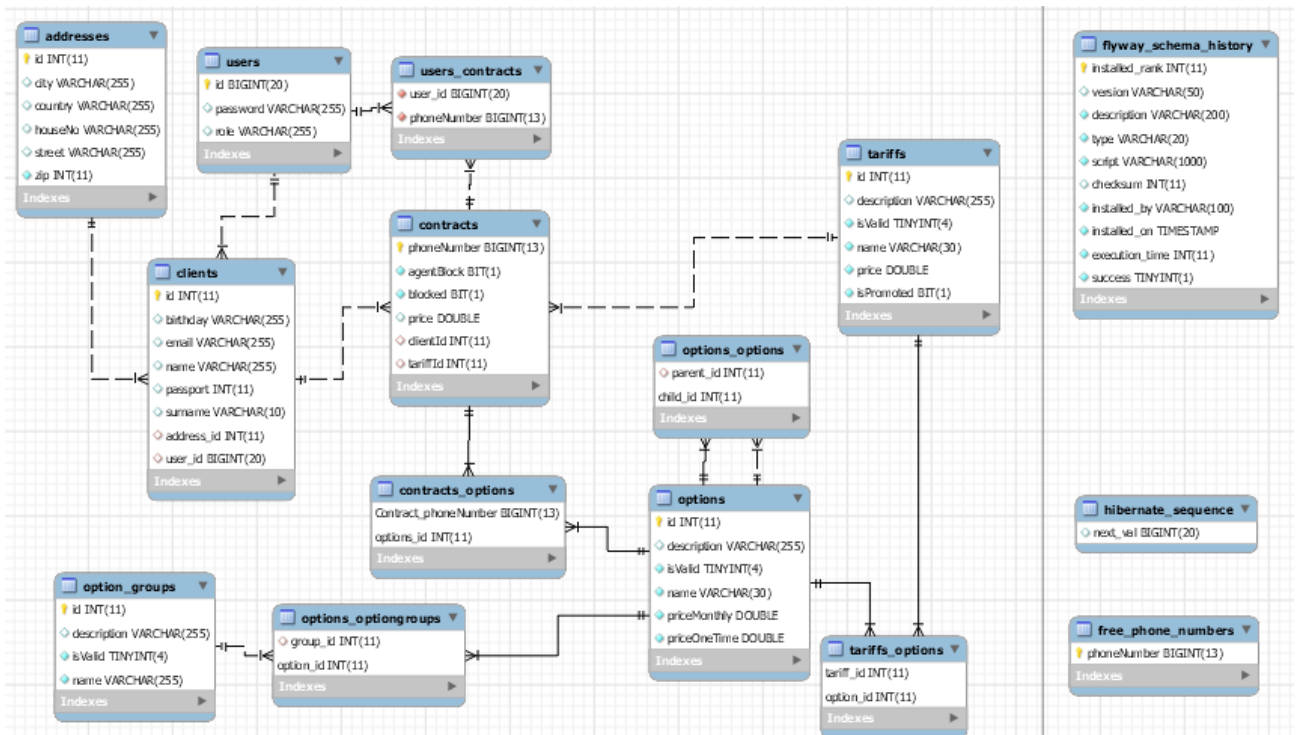 addresses
id INT(11)
city VARCHAR(255)
country VARCHAR(255)
houseNo VARCHAR(255)
street VARCHAR(255)
zip INT(11)
Indexes
users
id BIGINT(20)
password VARCHAR(255)
role VARCHAR(255)
Indexes
users_contracts
user_id BIGINT(20)
phoneNumber BIGINT(13)
Indexes
clients
id INT(11)
birthday VARCHAR(255)
email VARCHAR(255)
name VARCHAR(255)
passport INT(11)
surname VARCHAR(10)
address_id INT(11)
user_id BIGINT(20)
Indexes
contracts
phoneNumber BIGINT(13)
agentBlock BIT(1)
blocked BIT(1)
price DOUBLE
clientId INT(11)
tariffId INT(11)
Indexes
tariffs
id INT(11)
description VARCHAR(255)
isValid TINYINT(4)
name VARCHAR(30)
price DOUBLE
isPromoted BIT(1)
Indexes
flyway_schema_history
installed_rank INT(11)
version VARCHAR(50)
description VARCHAR(200)
type VARCHAR(20)
script VARCHAR(1000)
checksum INT(11)
installed_by VARCHAR(100)
installed_on TIMESTAMP
execution_time INT(11)
success TINYINT(1)
Indexes
options_options
parent_id INT(11)
child_id INT(11)
Indexes
contracts_options
Contract_phoneNumber BIGINT(13)
options_id INT(11)
Indexes
options
id INT(11)
description VARCHAR(255)
isValid TINYINT(4)
name VARCHAR(30)
priceMonthly DOUBLE
priceOneTime DOUBLE
Indexes
hibernate_sequence
next_val BIGINT(20)
Indexes
option_groups
id INT(11)
description VARCHAR(255)
isValid TINYINT(4)
name VARCHAR(255)
Indexes
options_optiongroups
group_id INT(11)
option_id INT(11)
Indexes
tariffs_options
tariff_id INT(11)
option_id INT(11)
Indexes
free_phone_numbers
phoneNumber BIGINT(13)
Indexes